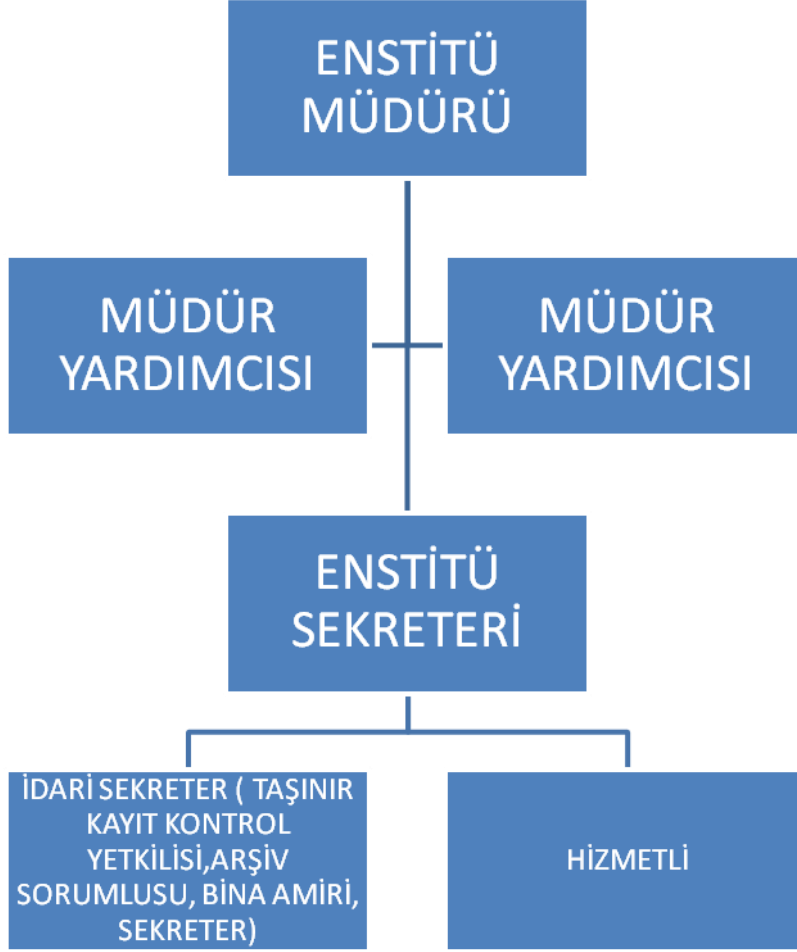 ENSTİTÜ
MÜDÜRÜ
MÜDÜR
YARDIMCISI
MÜDÜR
YARDIMCISI
ENSTİTÜ
SEKRETERİ
İDARİ SEKRETER ( TAŞINIR
KAYIT KONTROL
YETKİLİSİ,ARŞİV
SORUMLUSU, BİNA AMİRİ,
SEKRETER)
HİZMETLİ